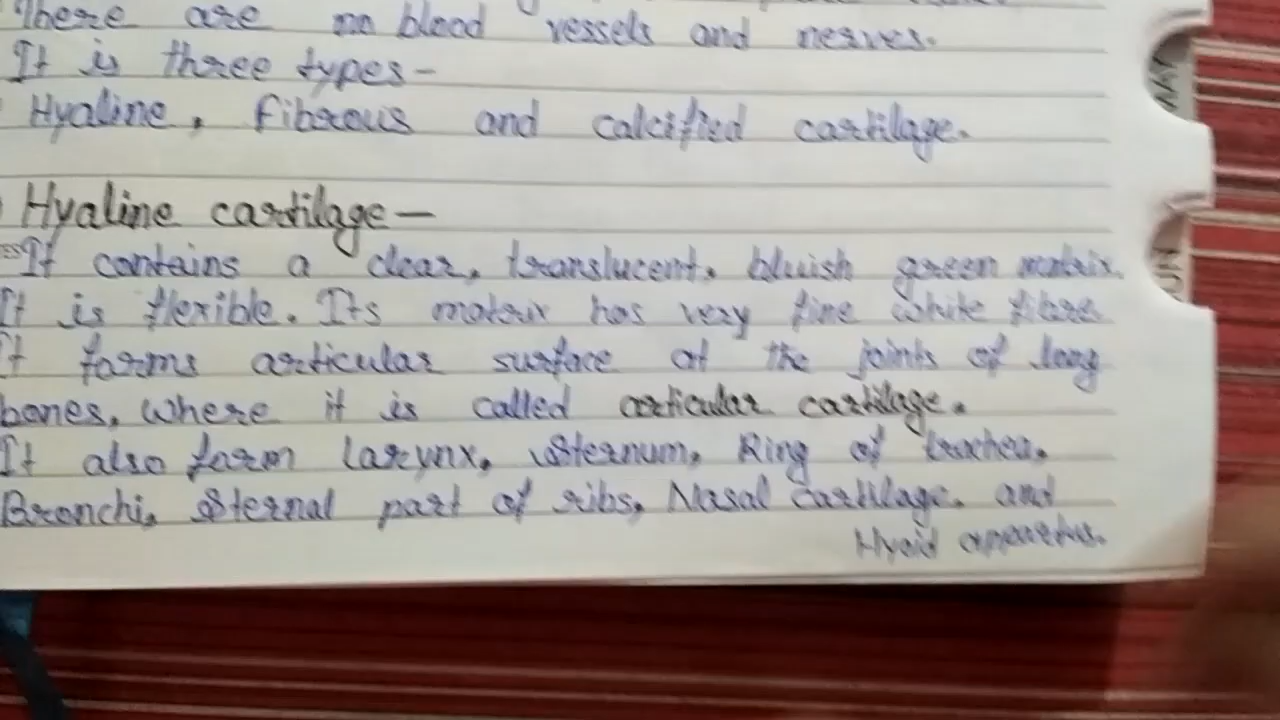 There are no blood vessels and nerves.
It is three types-
Hyaline, Fibrous and calcified cartilage.
Hyaline cartilage-
It contains a clear, translucent, bluish green matrix.
It is flexible. Its matrix has very fine white fibre.
It forms articular surface at the joints of long
bones, where it is called articular cartilage.
It also form larynx, sternum, Ring of trachea,
Bronchi, sternal part of ribs, Nasal cartilage. and
Hyoid appartus.